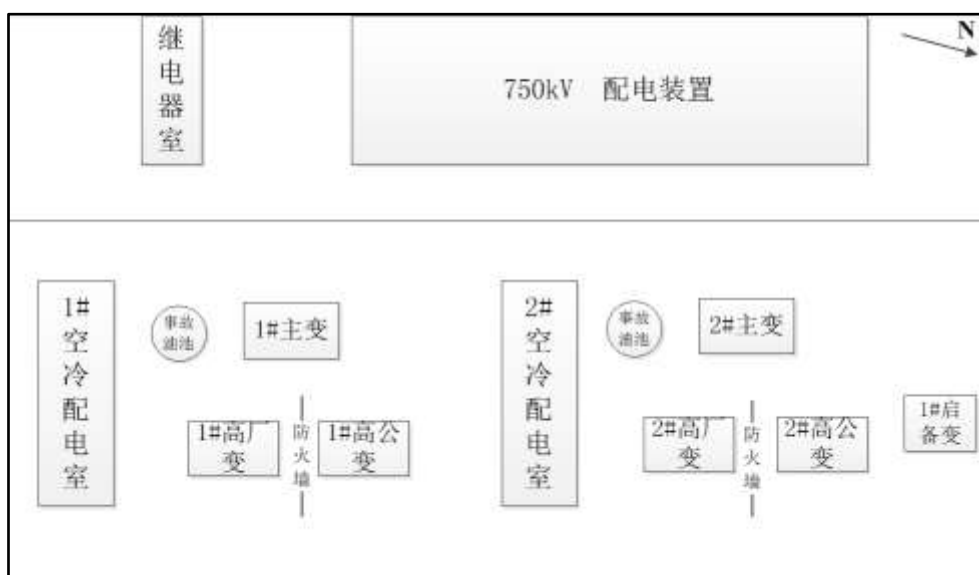 继电器室
750kV 配电装置
N
1#空冷配电室
事故
油池
1#主变
1#高厂
变
防火墙
1#高公
变
2#空冷配电室
事故
油池
2#主变
2#高厂
变
防火墙
2#高公
变
1#启
备变